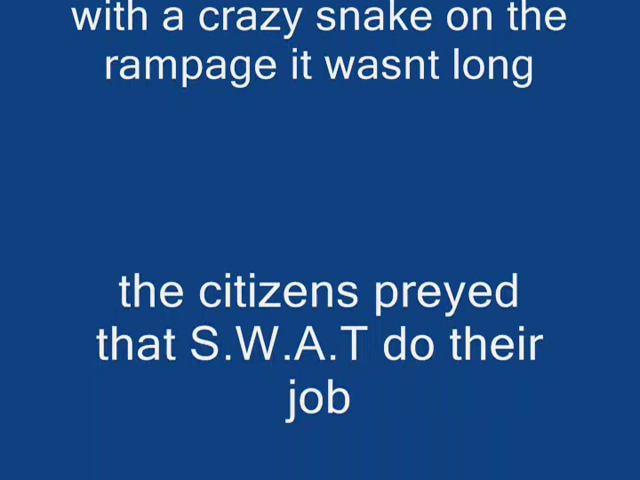 with a crazy snake on the
rampage it wasnt long
the citizens preyed
that S.W.A.T do their
job